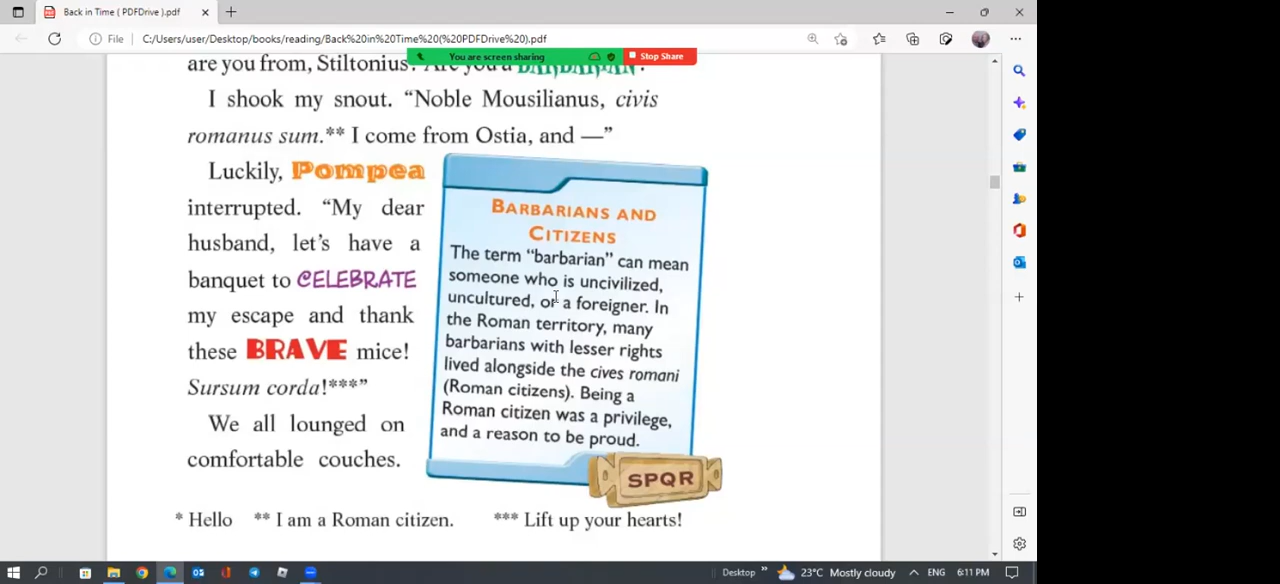 Back in Time ( PDFDrive ).pdf
File
C:/Users/user/Desktop/books/reading/Back%20in%20Time%20(%20PDFDrive%20).pdf
You are screen sharing
Stop Share
are you from, Stiltonius? Are you a BARBARIAN?
I shook my snout. “Noble Mousilianus, civis
romanus sum.** I come from Ostia, and —”
Luckily, Pompea
interrupted. “My dear
husband, let’s have a
banquet to CELEBRATE
my escape and thank
these BRAVE mice!
Sursum corda!***”
We all lounged on
comfortable couches.
BARBARIANS AND
CITIZENS
The term “barbarian” can mean
someone who is uncivilized,
uncultured, or a foreigner. In
the Roman territory, many
barbarians with lesser rights
lived alongside the cives romani
(Roman citizens). Being a
Roman citizen was a privilege,
and a reason to be proud.
SPQR
* Hello ** I am a Roman citizen. *** Lift up your hearts!
Desktop
23°C Mostly cloudy
ENG
6:11 PM